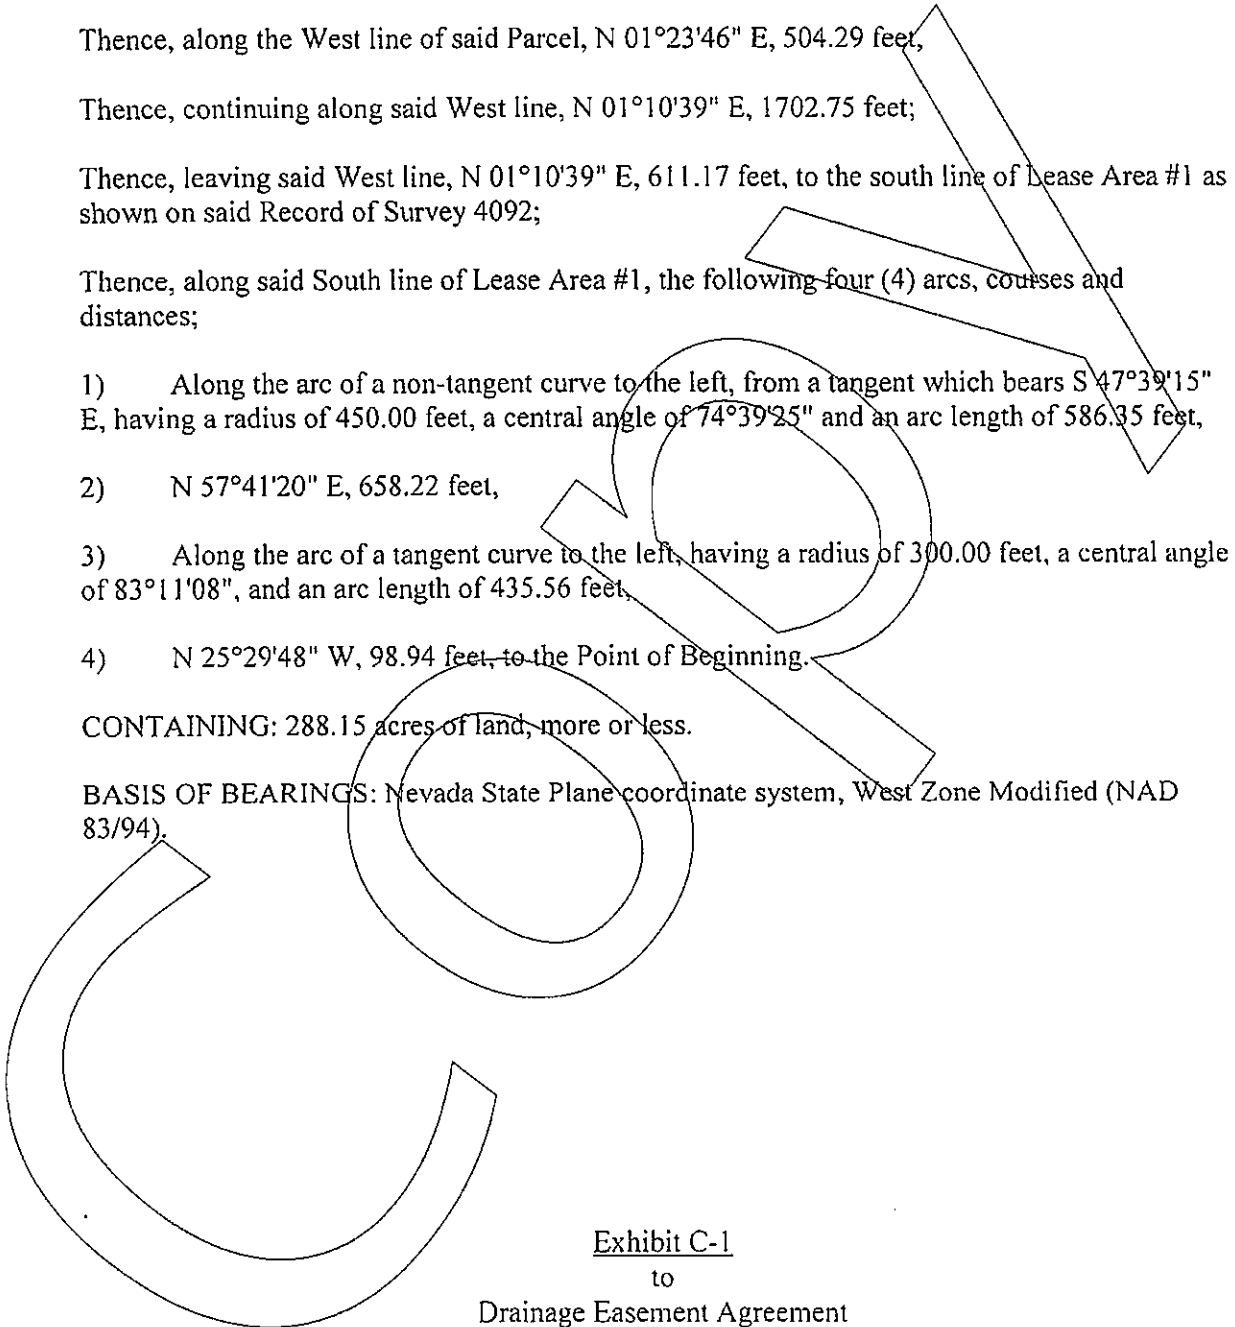 Thence, along the West line of said Parcel, N 01°23'46" E, 504.29 feet,
Thence, continuing along said West line, N 01°10'39" E, 1702.75 feet;
Thence, leaving said West line, N 01°10'39" E, 611.17 feet, to the south line of Lease Area #1 as
shown on said Record of Survey 4092;
Thence, along said South line of Lease Area #1, the following four (4) arcs, courses and
distances;
1) Along the arc of a non-tangent curve to the left, from a tangent which bears S 47°39'15"
E, having a radius of 450.00 feet, a central angle of 74°39'25" and an arc length of 586.35 feet,
2) N 57°41'20" E, 658.22 feet,
3) Along the arc of a tangent curve to the left, having a radius of 300.00 feet, a central angle
of 83°11'08", and an arc length of 435.56 feet,
4) N 25°29'48" W, 98.94 feet, to the Point of Beginning.
CONTAINING: 288.15 acres of land, more or less.
BASIS OF BEARINGS: Nevada State Plane coordinate system, West Zone Modified (NAD
83/94).
Copy
Exhibit C-1
to
Drainage Easement Agreement